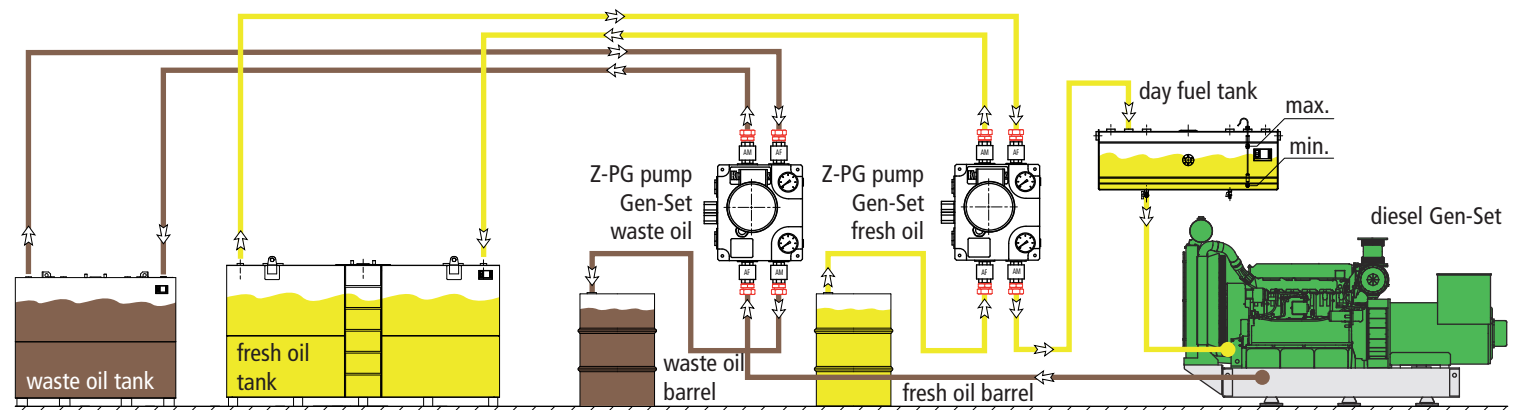 day fuel tank
max.
min.
AM
AF
AM
AF
Z-PG pump
Gen-Set
waste oil
Z-PG pump
Gen-Set
fresh oil
diesel Gen-Set
AF
AM
AF
AM
waste oil tank
fresh oil
tank
waste oil
barrel
fresh oil barrel